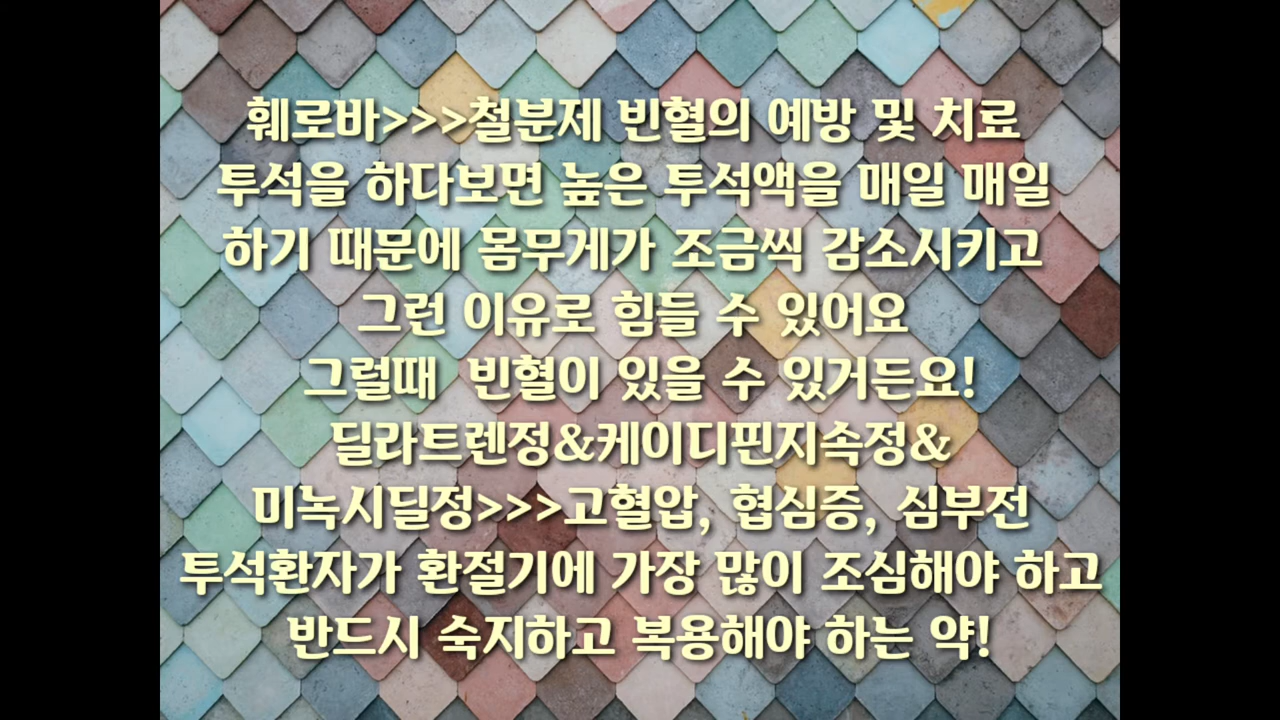 훼로바>>>철분제 빈혈의 예방 및 치료
투석을 하다보면 높은 투석액을 매일 매일
하기 때문에 몸무게가 조금씩 감소시키고
그런 이유로 힘들 수 있어요
그럴때 빈혈이 있을 수 있거든요!
딜라트렌정&케이디핀지속정&
미녹시딜정>>>고혈압, 협심증, 심부전
투석환자가 환절기에 가장 많이 조심해야 하고
반드시 숙지하고 복용해야 하는 약!